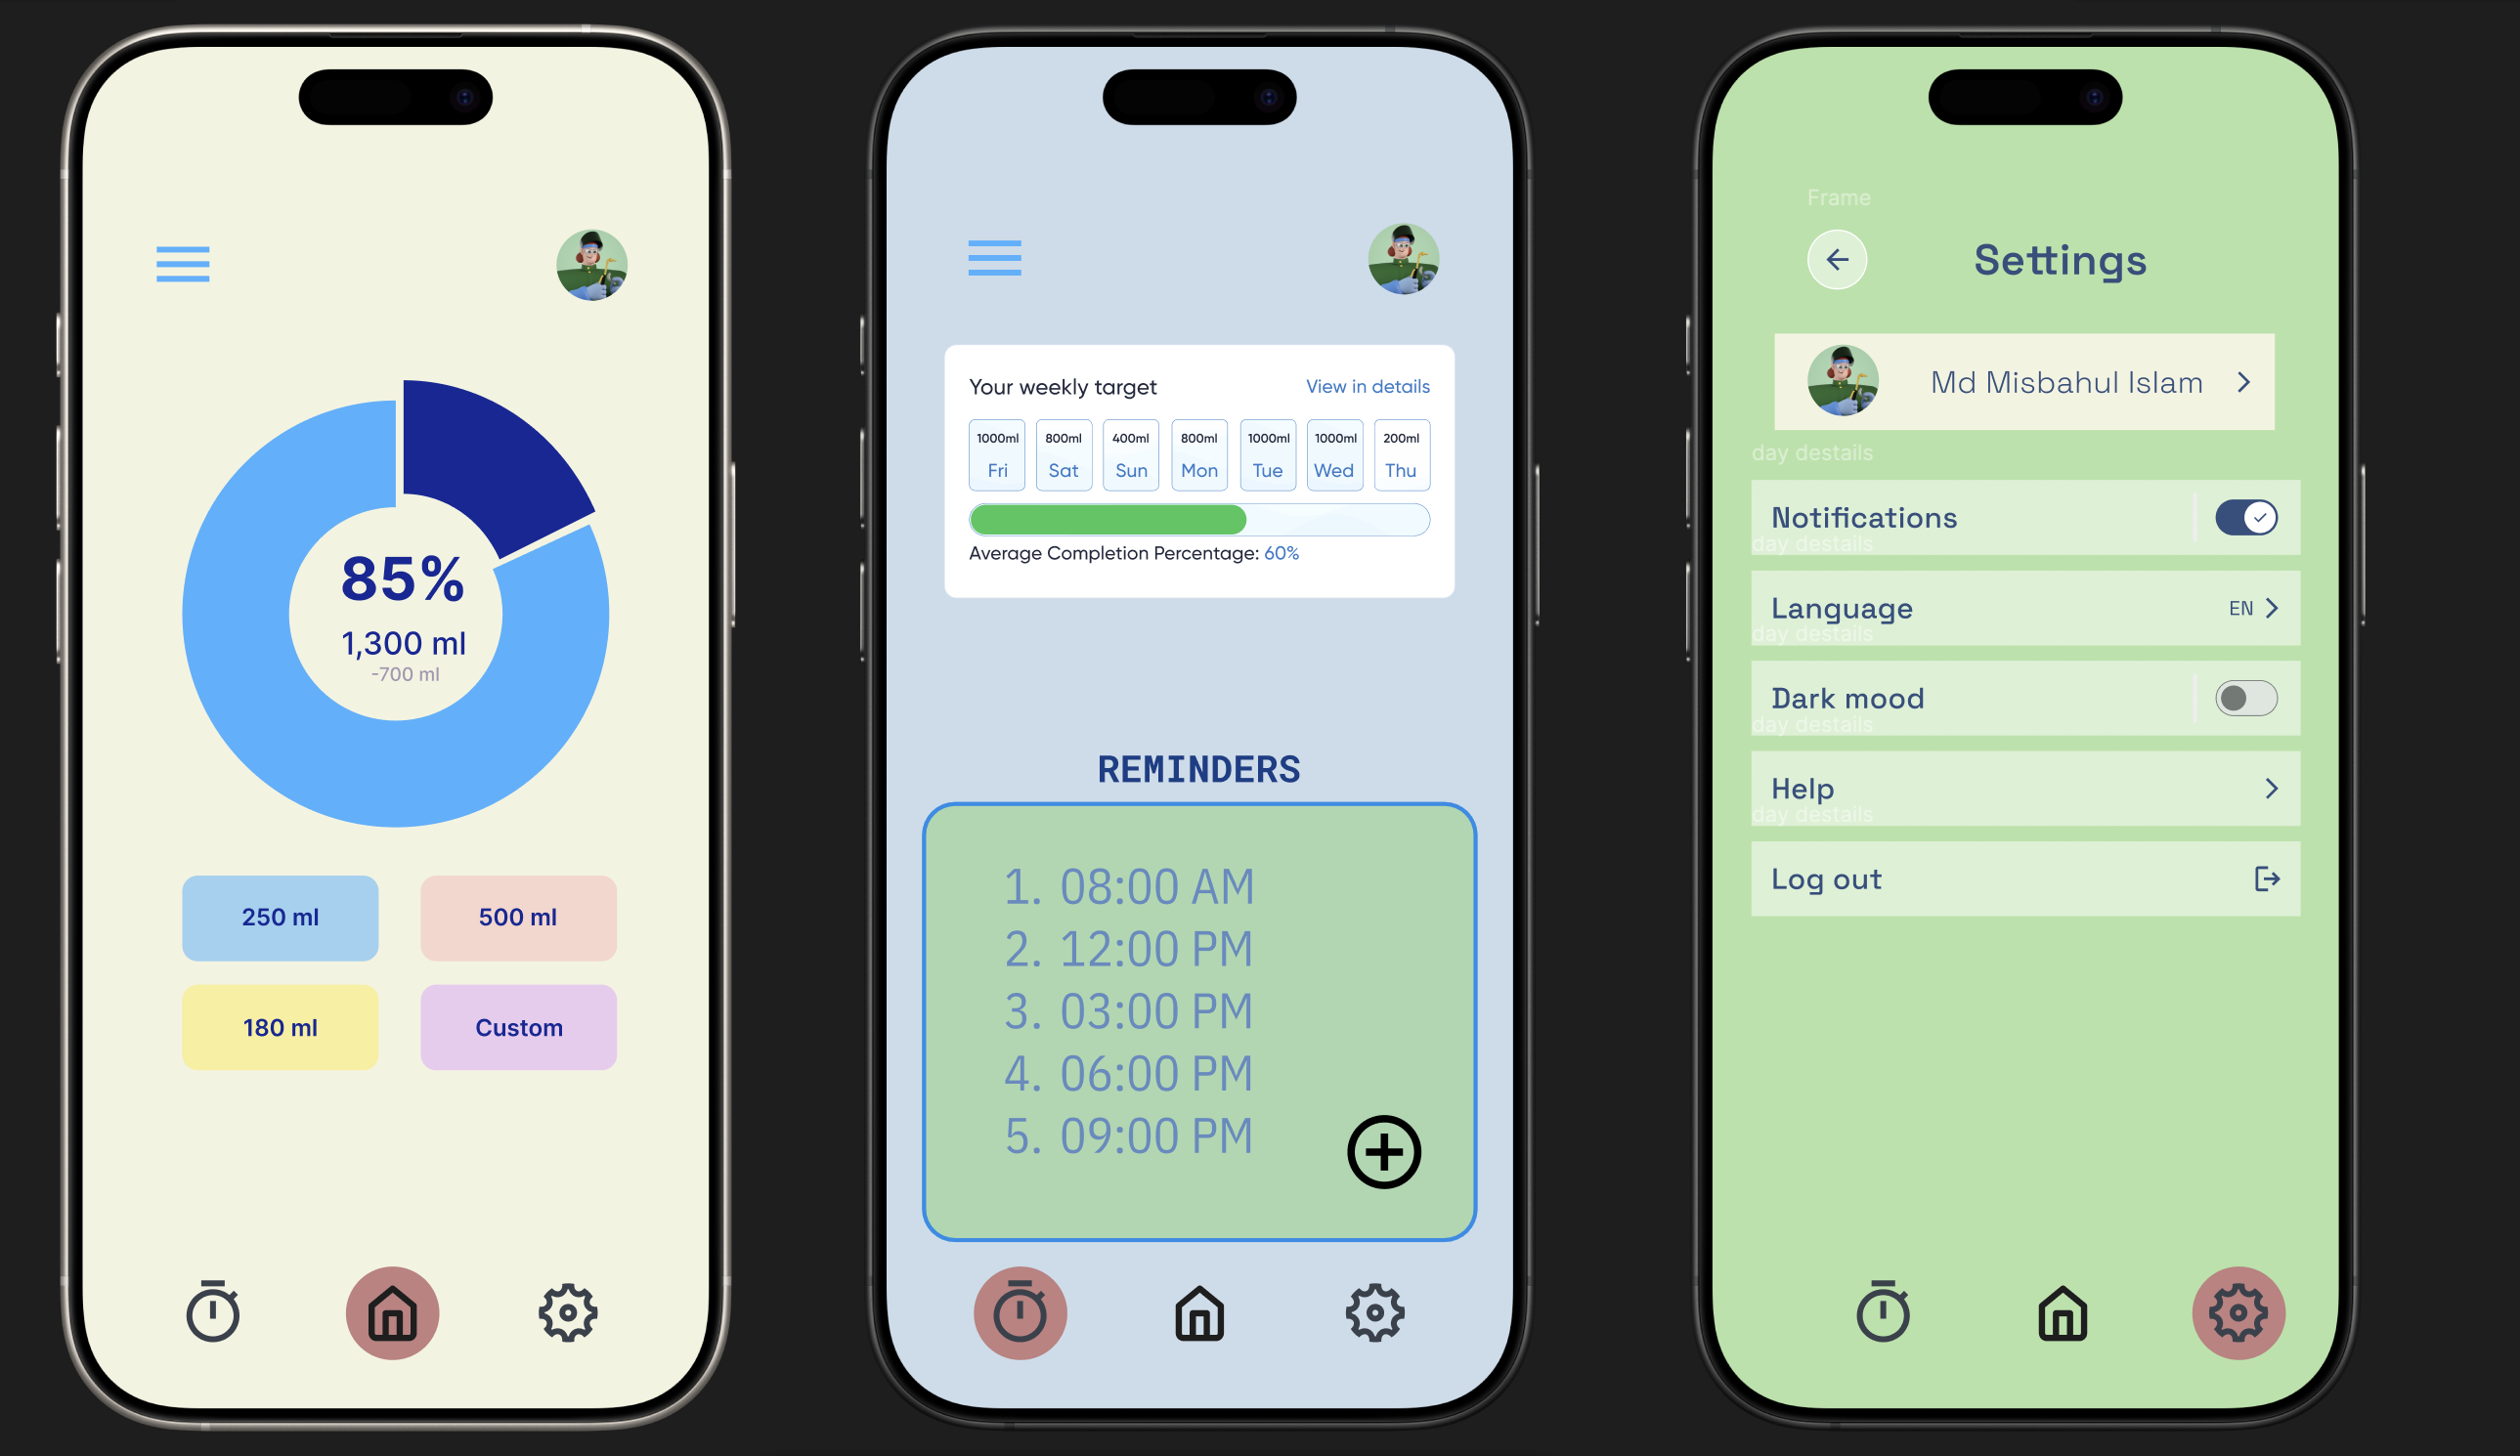 85%
1,300 ml
-700 ml
250 ml
500 ml
180 ml
Custom
Your weekly target
View in details
1000ml
800ml
400ml
800ml
1000ml
1000ml
200ml
Fri
Sat
Sun
Mon
Tue
Wed
Thu
Average Completion Percentage: 60%
REMINDERS
1. 08:00 AM
2. 12:00 PM
3. 03:00 PM
4. 06:00 PM
5. 09:00 PM
Frame
Settings
Md Misbahul Islam
day destails
Notifications
day destails
Language
EN
day destails
Dark mood
day destails
Help
day destails
Log out